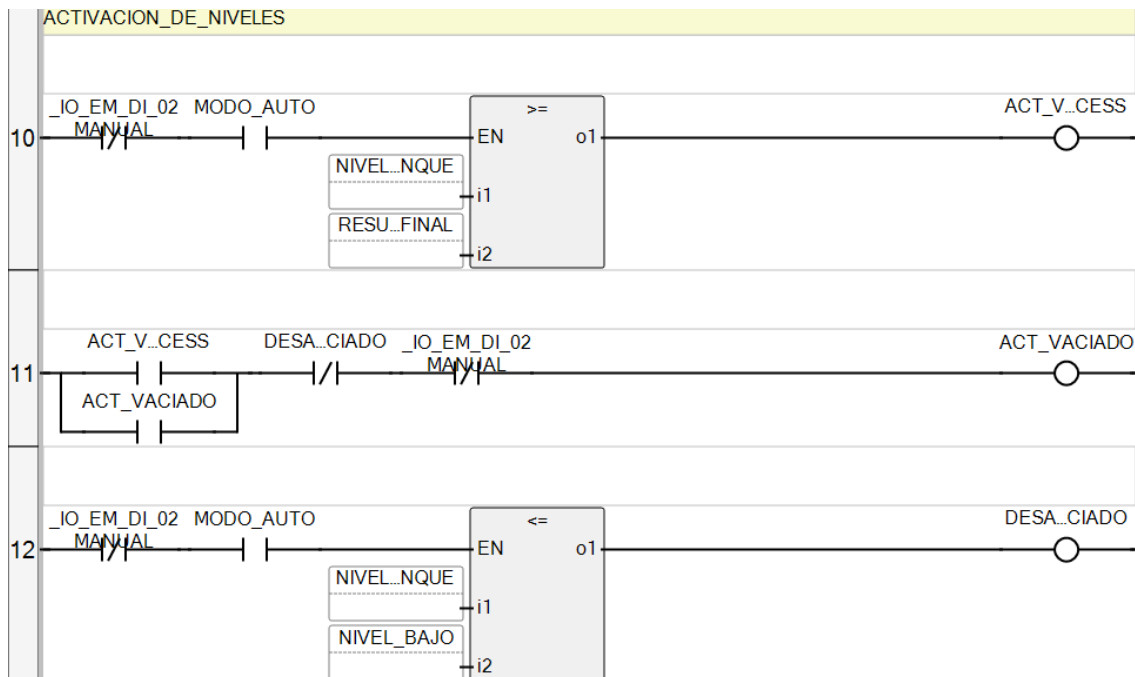 ACTIVACION_DE_NIVELES
_IO_EM_DI_02 MODO_AUTO >= ACT_V...CESS
MANUAL
10 EN o1
NIVEL...NQUE
i1
RESU...FINAL
i2
ACT_V...CESS DESA...CIADO _IO_EM_DI_02 ACT_VACIADO
MANUAL
11
ACT_VACIADO
_IO_EM_DI_02 MODO_AUTO <= DESA...CIADO
MANUAL
12 EN o1
NIVEL...NQUE
i1
NIVEL_BAJO
i2